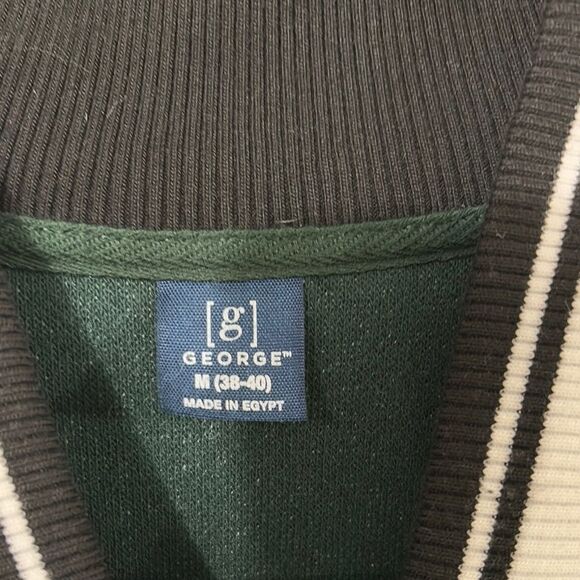 [g]
GEORGE™
M (38-40)
MADE IN EGYPT